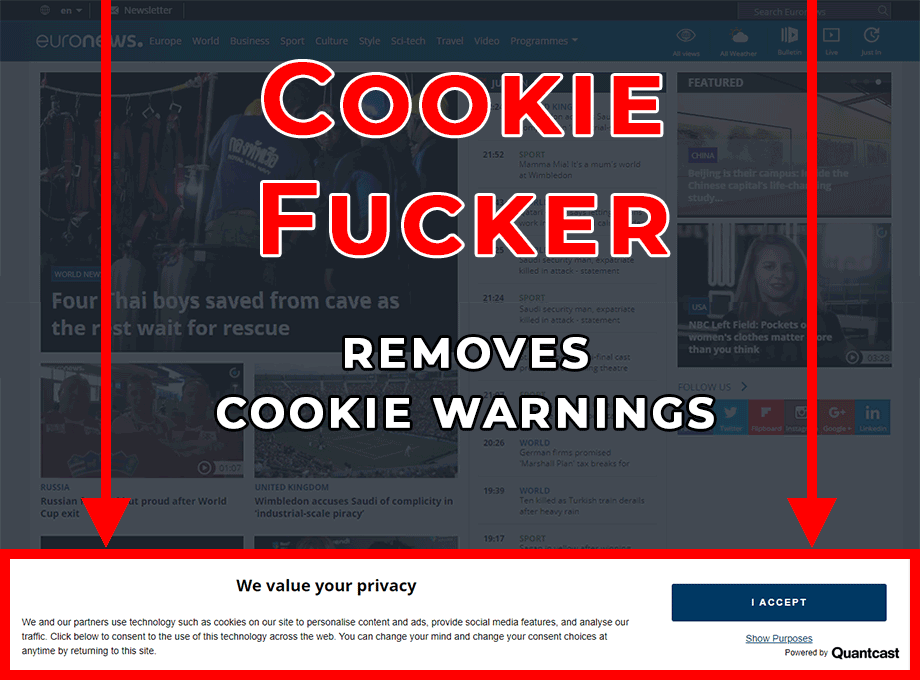 en
Newsletter
Search Euronews
euronews.
Europe World Business Sport Culture Style Sci-tech Travel Video Programmes
All views All Weather Bulletin Live Just In
COOKIE
FUCKER
REMOVES
COOKIE WARNINGS
WORLD NEWS
Four Thai boys saved from cave as
the rest wait for rescue
01:07
RUSSIA
Russian proud after World
Cup exit
UNITED KINGDOM
Wimbledon accuses Saudi of complicity in
'industrial-scale piracy'
21:52 SPORT
Mamma Mia! It's a mum's world
at Wimbledon
Saudi security man, expatriate
killed in attack - statement
21:24 SPORT
Saudi security man, expatriate
killed in attack - statement
20:26 WORLD
German firms promised
'Marshall Plan' tax breaks for
19:39 WORLD
Ten killed as Turkish train derails
after heavy rain
19:17 SPORT
FEATURED
CHINA
Beijing is their campus: Inside the
Chinese capital's life-changing
study...
USA
NBC Left Field: Pockets on
women's clothes matter more
than you think
03:28
FOLLOW US
Twitter Flipboard Instagram Google+ Linkedin
We value your privacy
We and our partners use technology such as cookies on our site to personalise content and ads, provide social media features, and analyse our
traffic. Click below to consent to the use of this technology across the web. You can change your mind and change your consent choices at
anytime by returning to this site.
I ACCEPT
Show Purposes
Powered by Quantcast